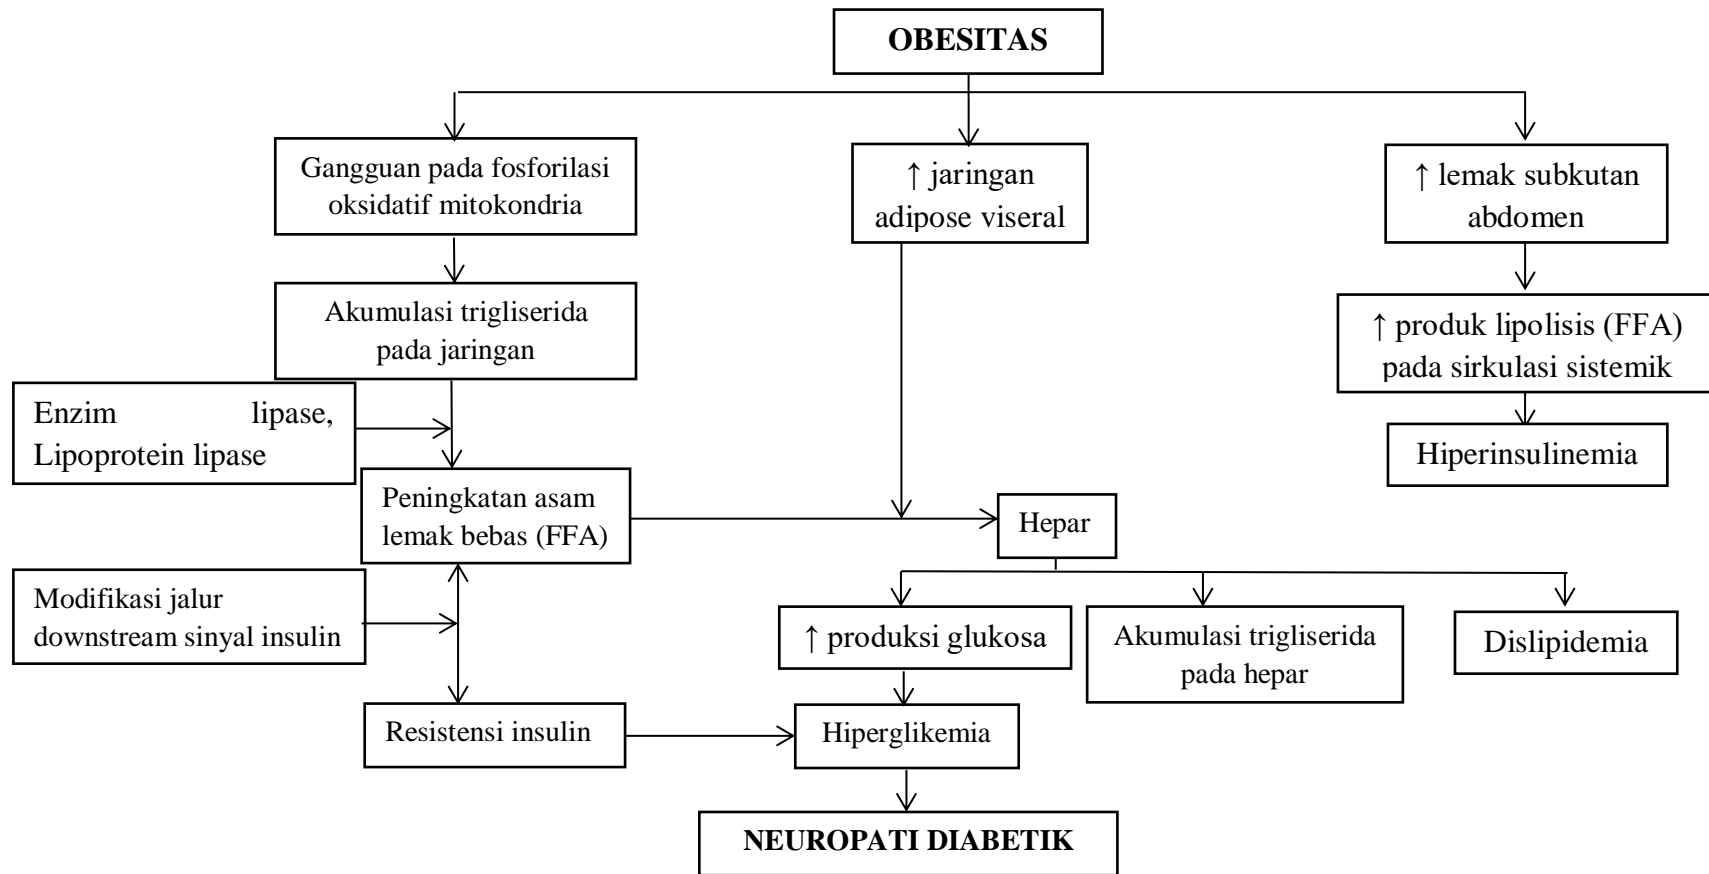 OBESITAS
Gangguan pada fosforilasi
oksidatif mitokondria
↑ jaringan
adipose viseral
↑ lemak subkutan
abdomen
Akumulasi trigliserida
pada jaringan
↑ produk lipolisis (FFA)
pada sirkulasi sistemik
Enzim lipase,
Lipoprotein lipase
Hiperinsulinemia
Peningkatan asam
lemak bebas (FFA)
Hepar
Modifikasi jalur
downstream sinyal insulin
↑ produksi glukosa
Akumulasi trigliserida
pada hepar
Dislipidemia
Resistensi insulin
Hiperglikemia
NEUROPATI DIABETIK